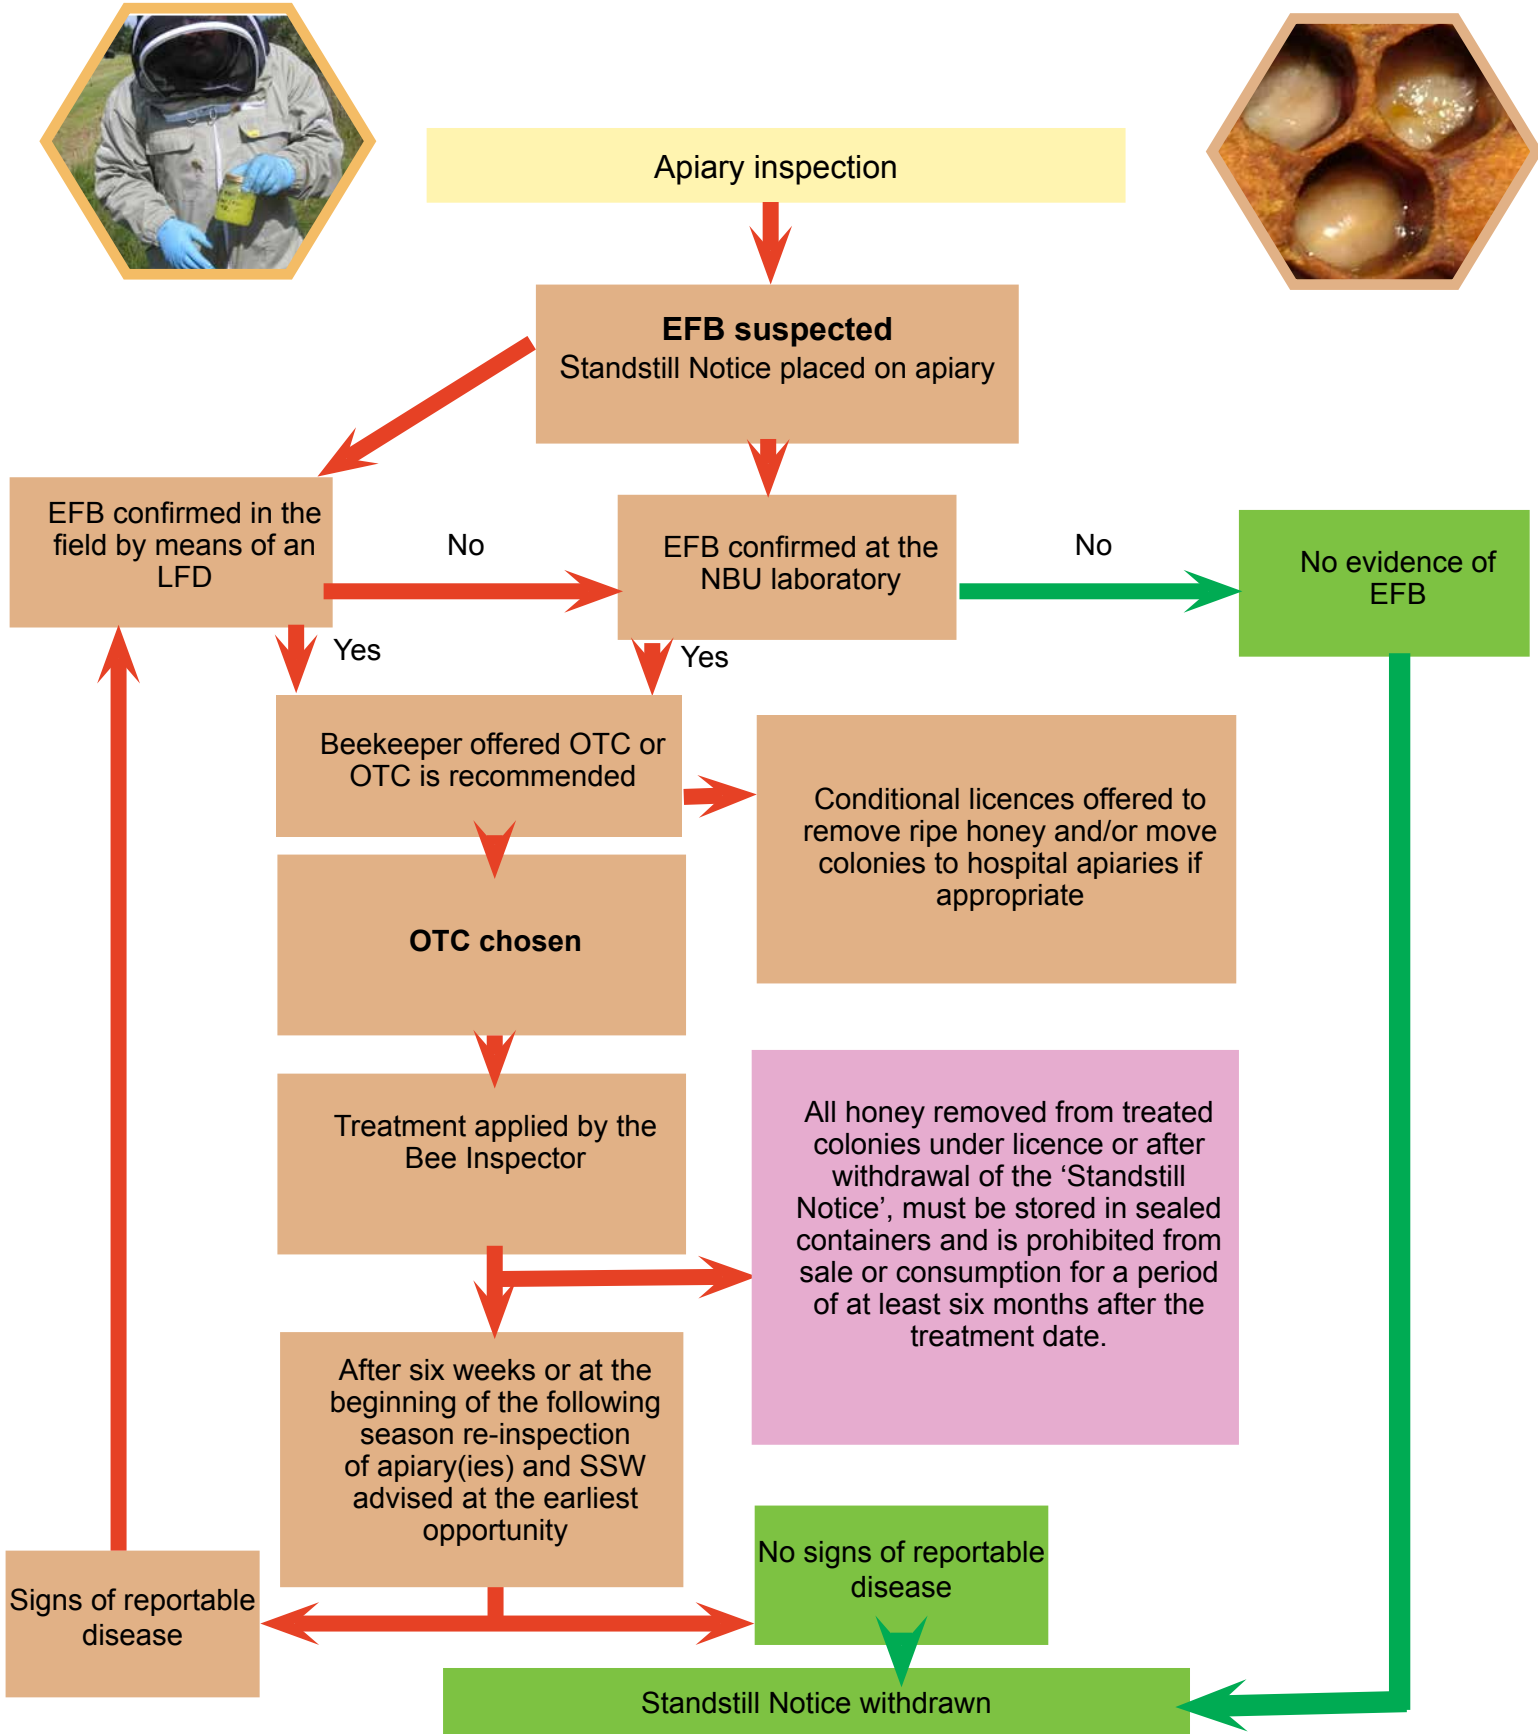 Apiary inspection
EFB suspected
Standstill Notice placed on apiary
EFB confirmed in the
field by means of an
LFD
No
EFB confirmed at the
NBU laboratory
No
No evidence of
EFB
Yes
Yes
Beekeeper offered OTC or
OTC is recommended
Conditional licences offered to
remove ripe honey and/or move
colonies to hospital apiaries if
appropriate
OTC chosen
Treatment applied by the
Bee Inspector
All honey removed from treated
colonies under licence or after
withdrawal of the ‘Standstill
Notice’, must be stored in sealed
containers and is prohibited from
sale or consumption for a period
of at least six months after the
treatment date.
After six weeks or at the
beginning of the following
season re-inspection
of apiary(ies) and SSW
advised at the earliest
opportunity
Signs of reportable
disease
No signs of reportable
disease
Standstill Notice withdrawn